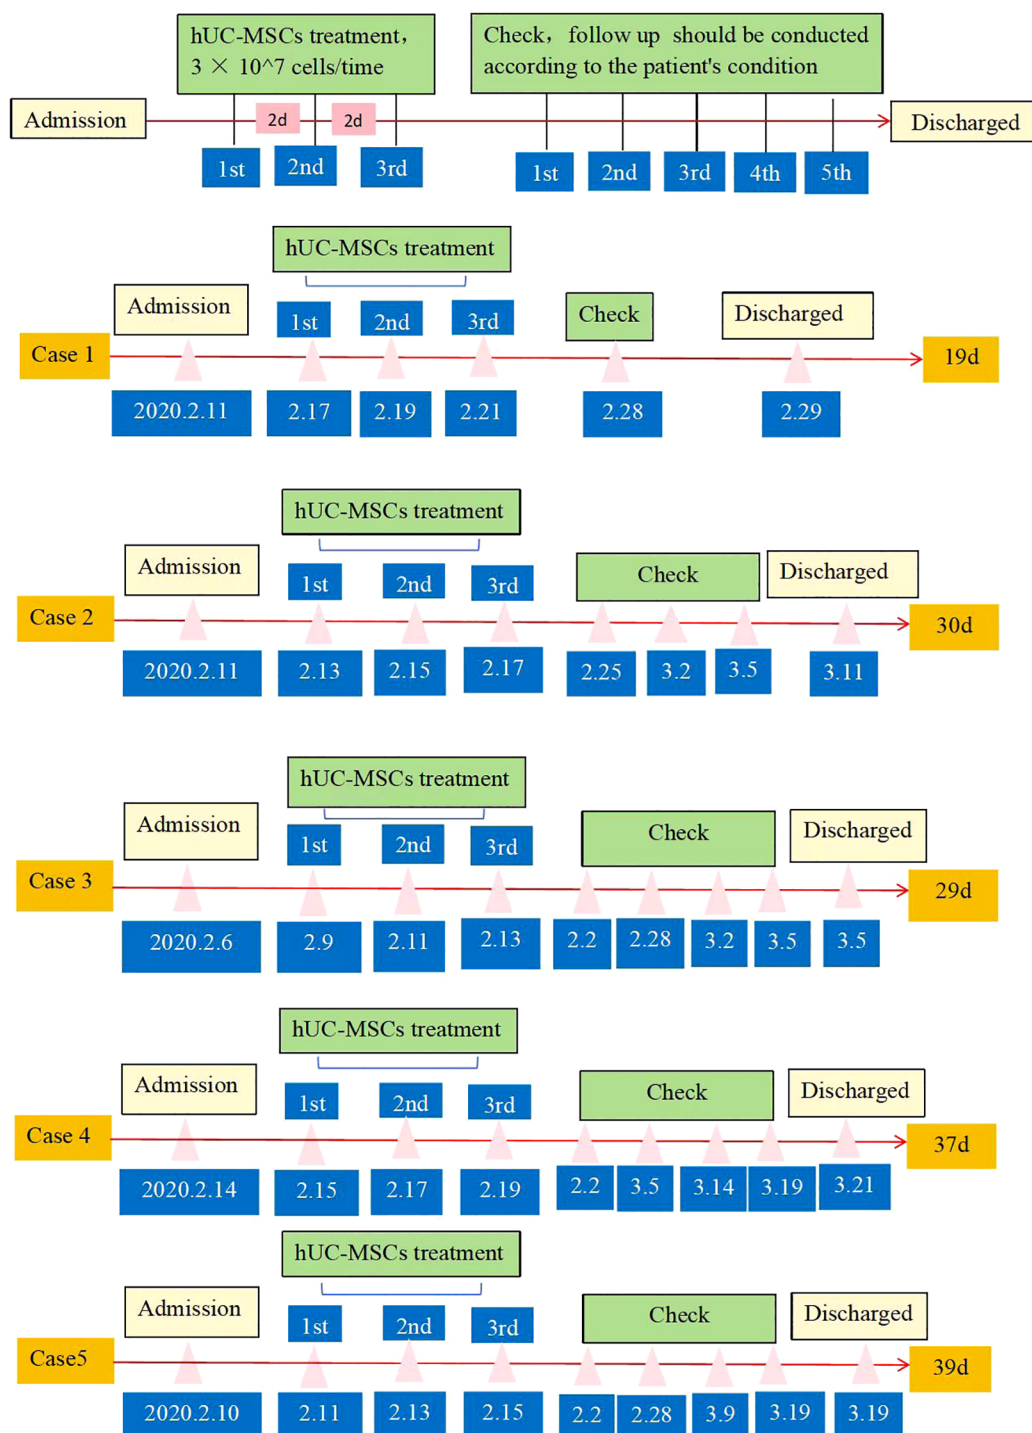 hUC-MSCs treatment，
3 × 10^7 cells/time
Check，follow up should be conducted
according to the patient's condition
Admission
2d
2d
Discharged
1st
2nd
3rd
1st
2nd
3rd
4th
5th
hUC-MSCs treatment
Admission
1st
2nd
3rd
Check
Discharged
Case 1
19d
2020.2.11
2.17
2.19
2.21
2.28
2.29
hUC-MSCs treatment
Admission
1st
2nd
3rd
Check
Discharged
Case 2
30d
2020.2.11
2.13
2.15
2.17
2.25
3.2
3.5
3.11
hUC-MSCs treatment
Admission
1st
2nd
3rd
Check
Discharged
Case 3
29d
2020.2.6
2.9
2.11
2.13
2.2
2.28
3.2
3.5
3.5
hUC-MSCs treatment
Admission
1st
2nd
3rd
Check
Discharged
Case 4
37d
2020.2.14
2.15
2.17
2.19
2.2
3.5
3.14
3.19
3.21
hUC-MSCs treatment
Admission
1st
2nd
3rd
Check
Discharged
Case5
39d
2020.2.10
2.11
2.13
2.15
2.2
2.28
3.9
3.19
3.19